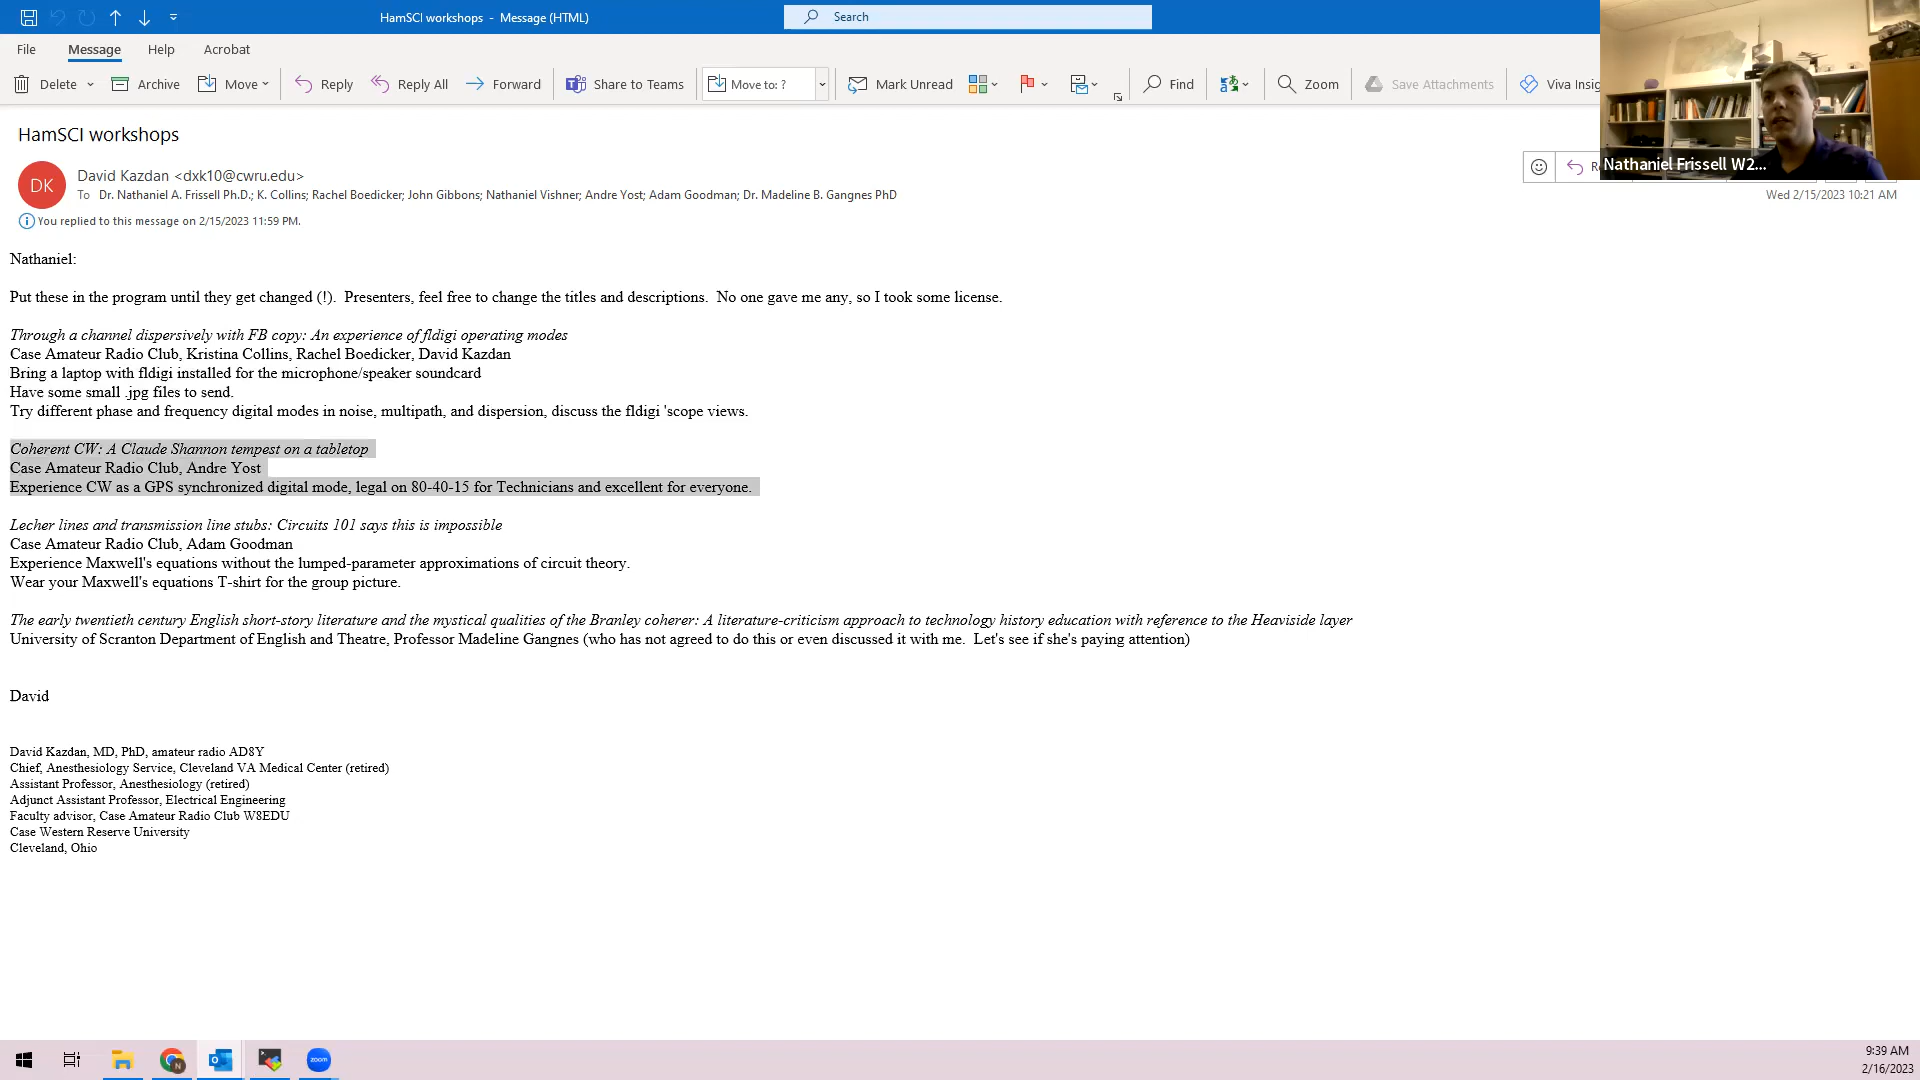 HamSCI workshops - Message (HTML)
Search
File Message Help Acrobat
Delete Archive Move Reply Reply All Forward Share to Teams Move to: ? Mark Unread Find Zoom Save Attachments Viva Insig
HamSCI workshops
Nathaniel Frissell W2...
DK
David Kazdan <dxk10@cwru.edu>
To Dr. Nathaniel A. Frissell Ph.D.; K. Collins; Rachel Boedicker; John Gibbons; Nathaniel Vishner; Andre Yost; Adam Goodman; Dr. Madeline B. Gangnes PhD
Wed 2/15/2023 10:21 AM
You replied to this message on 2/15/2023 11:59 PM.
Nathaniel:
Put these in the program until they get changed (!).  Presenters, feel free to change the titles and descriptions.  No one gave me any, so I took some license.
Through a channel dispersively with FB copy: An experience of fldigi operating modes
Case Amateur Radio Club, Kristina Collins, Rachel Boedicker, David Kazdan
Bring a laptop with fldigi installed for the microphone/speaker soundcard
Have some small .jpg files to send.
Try different phase and frequency digital modes in noise, multipath, and dispersion, discuss the fldigi 'scope views.
Coherent CW: A Claude Shannon tempest on a tabletop
Case Amateur Radio Club, Andre Yost
Experience CW as a GPS synchronized digital mode, legal on 80-40-15 for Technicians and excellent for everyone.
Lecher lines and transmission line stubs: Circuits 101 says this is impossible
Case Amateur Radio Club, Adam Goodman
Experience Maxwell's equations without the lumped-parameter approximations of circuit theory.
Wear your Maxwell's equations T-shirt for the group picture.
The early twentieth century English short-story literature and the mystical qualities of the Branley coherer: A literature-criticism approach to technology history education with reference to the Heaviside layer
University of Scranton Department of English and Theatre, Professor Madeline Gangnes (who has not agreed to do this or even discussed it with me.  Let's see if she's paying attention)
David
David Kazdan, MD, PhD, amateur radio AD8Y
Chief, Anesthesiology Service, Cleveland VA Medical Center (retired)
Assistant Professor, Anesthesiology (retired)
Adjunct Assistant Professor, Electrical Engineering
Faculty advisor, Case Amateur Radio Club W8EDU
Case Western Reserve University
Cleveland, Ohio
zoom
9:39 AM
2/16/2023